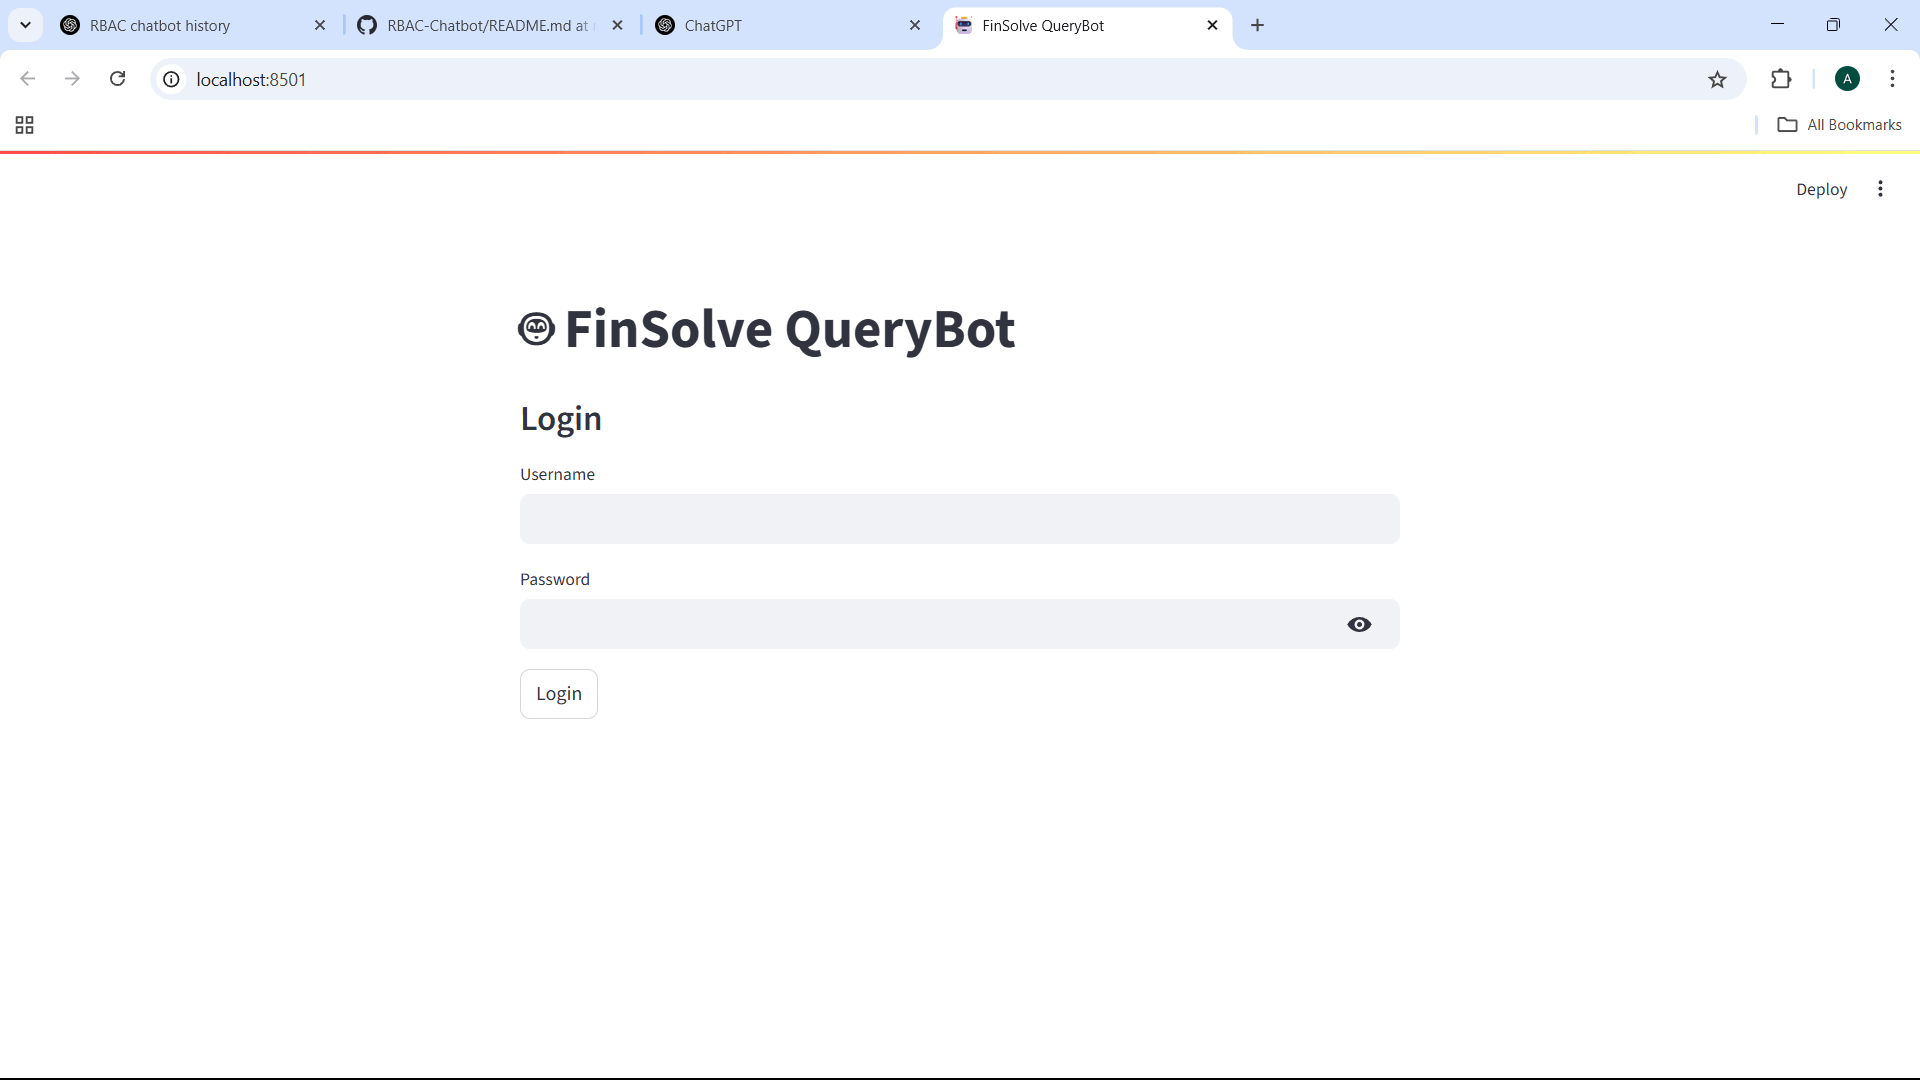 RBAC chatbot history
RBAC-Chatbot/README.md at
ChatGPT
FinSolve QueryBot
localhost:8501
A
All Bookmarks
Deploy
FinSolve QueryBot
Login
Username
Password
Login